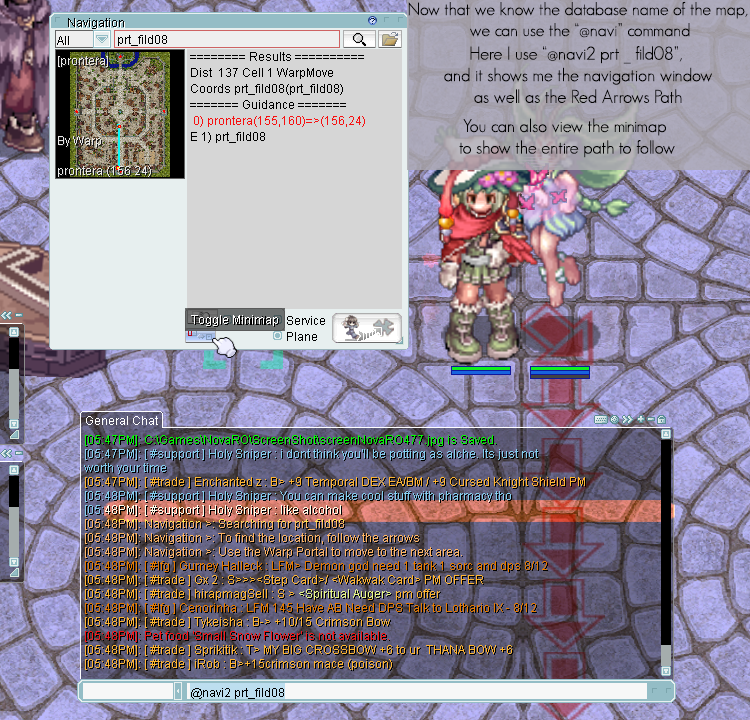 Navigation
All
prt_fild08
[prontera]
By Warp
prontera (156 24)
======== Results ==========
Dist 137 Cell 1 WarpMove
Coords prt_fild08(prt_fild08)
======= Guidance =======
0) prontera(155,160)=>(156,24)
E 1) prt_fild08
Toggle Minimap
Service
Plane
Now that we know the database name of the map,
we can use the "@navi" command
Here I use "@navi2 prt _ fild08",
and it shows me the navigation window
as well as the Red Arrows Path
You can also view the minimap
to show the entire path to follow
General Chat
[05:47PM]: C:\Games\NovaRO\ScreenShot\screenNovaRO477.jpg is Saved.
[05:47PM]: [ #support ] Holy Sniper : i dont think you'll be potting as alche. Its just not
worth your time
[05:47PM]: [ #trade ] Enchanted z : B> +9 Temporal DEX EA/BM / +9 Cursed Knight Shield PM
[05:48PM]: [ #support ] Holy Sniper : You can make cool stuff with pharmacy tho
[05:48PM]: [ #support ] Holy Sniper : like alcohol
[05:48PM]: Navigation >: Searching for prt_fild08
[05:48PM]: Navigation >: To find the location, follow the arrows
[05:48PM]: Navigation >: Use the Warp Portal to move to the next area.
[05:48PM]: [ #lfg ] Gurney Halleck : LFM> Demon god need 1 tank 1 sorc and dps 8/12
[05:48PM]: [ #trade ] Gx 2 : S>>><Step Card>/ <Wakwak Card> PM OFFER
[05:48PM]: [ #trade ] hirapmagSell : S > <Spiritual Auger> pm offer
[05:48PM]: [ #lfg ] Cenorinha : LFM 145 Have AB Need DPS Talk to Lothario IX - 8/12
[05:48PM]: [ #trade ] Tykeisha : B-> +10/15 Crimson Bow
[05:48PM]: Pet food 'Small Snow Flower' is not available.
[05:48PM]: [ #trade ] Sprikitik : T> MY BIG CROSSBOW +6 to ur THANA BOW +6
[05:48PM]: [ #trade ] iRob : B>+15crimson mace (poison)
@navi2 prt_fild08